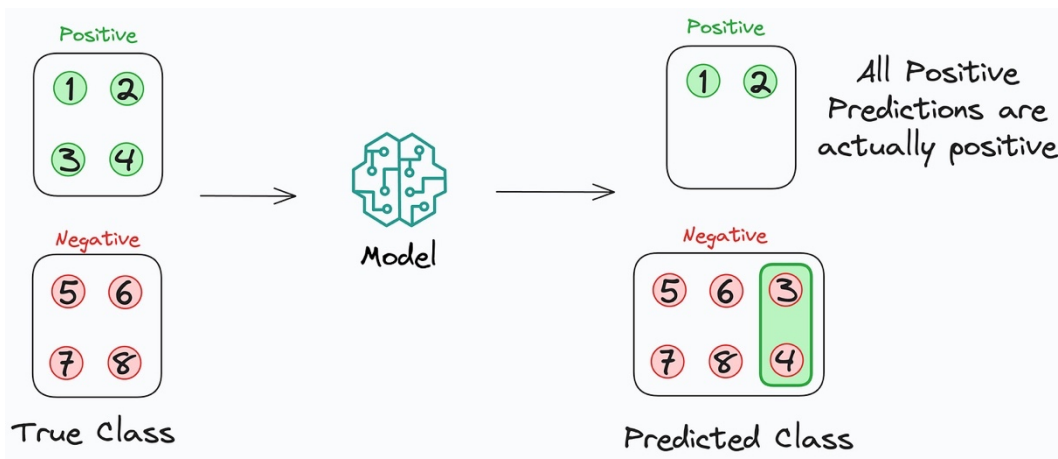 Positive
1 2
3 4
Negative
5 6
7 8
True Class
Model
Positive
1 2
All Positive
Predictions are
actually positive
Negative
5 6 3
7 8 4
Predicted Class